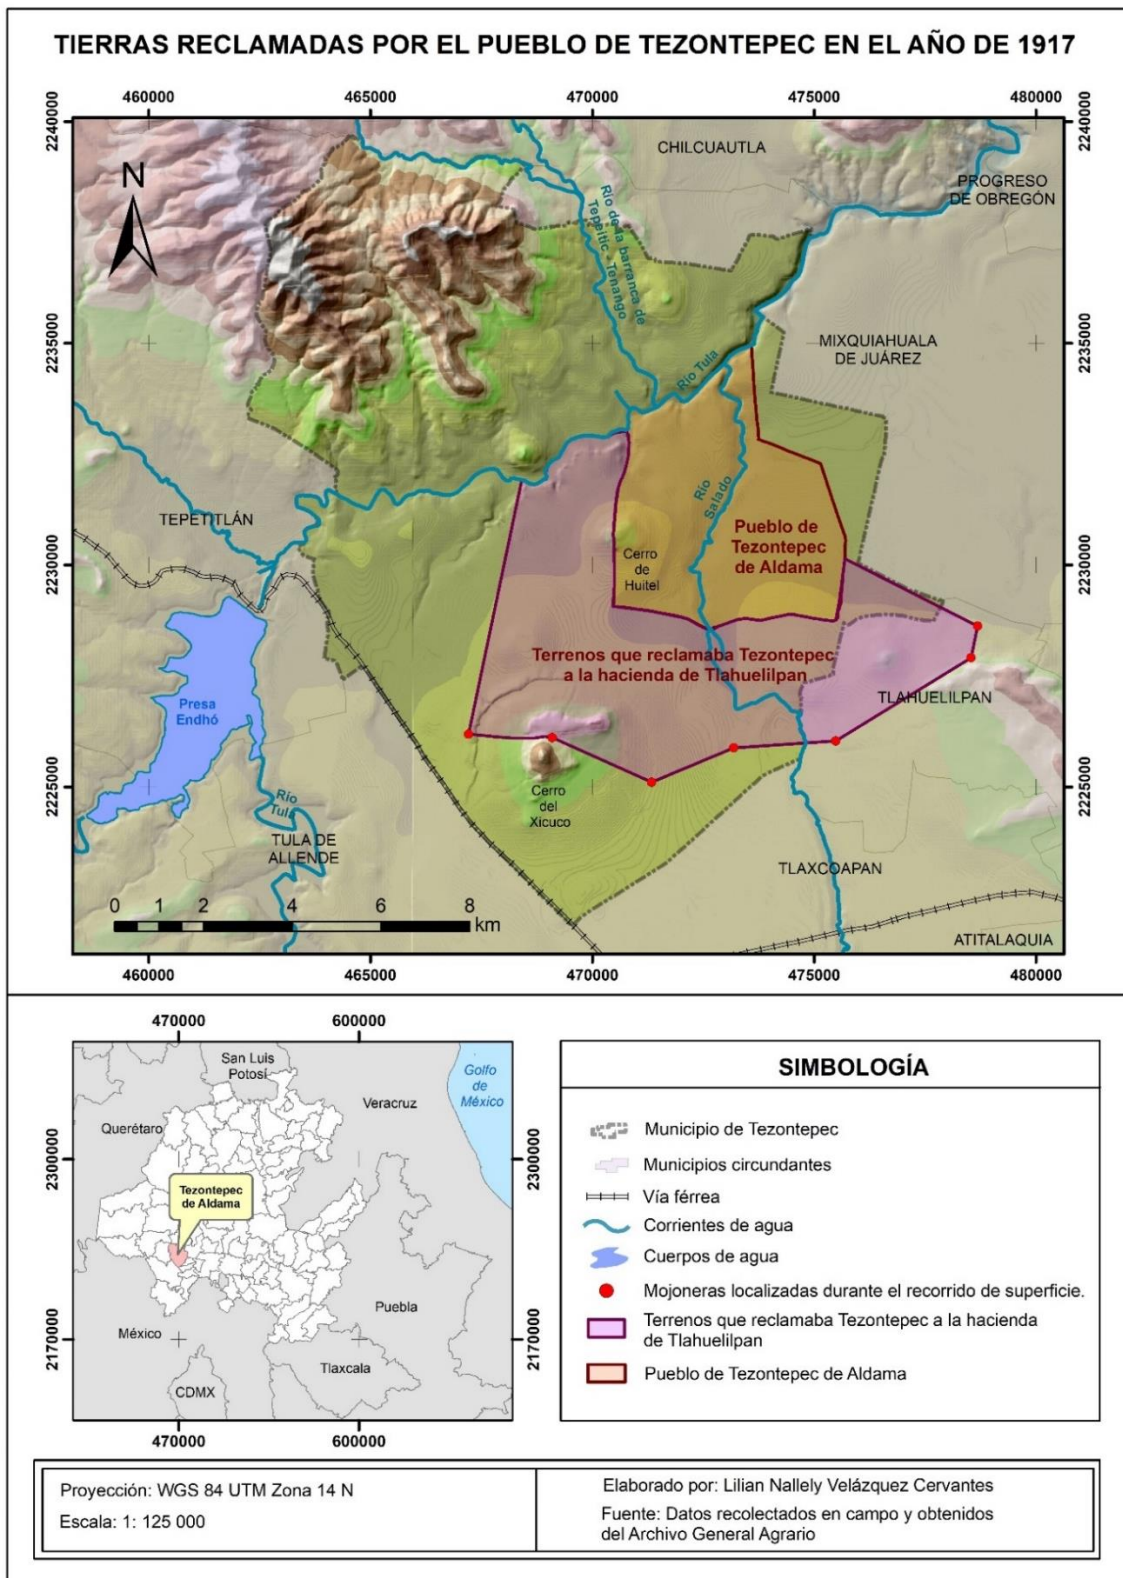 TIERRAS RECLAMADAS POR EL PUEBLO DE TEZONTEPEC EN EL AÑO DE 1917
460000
465000
470000
475000
480000
2240000
2240000
N
CHILCUAUTLA
PROGRESO
DE OBREGÓN
Río de la barranca de
Tepeitic - Tenango
2235000
2235000
MIXQUIAHUALA
DE JUÁREZ
Río Tula
Río
Salado
TEPETITLÁN
Pueblo de
Tezontepec
de Aldama
2230000
2230000
Cerro
de
Huitel
Terrenos que reclamaba Tezontepec
a la hacienda de Tlahuelilpan
TLAHUELILPAN
Presa
Endhó
2225000
2225000
Cerro
del
Xicuco
Río
Tula
TULA DE
ALLENDE
TLAXCOAPAN
0 1 2 4 6 8
km
ATITALAQUIA
460000
465000
470000
475000
480000
470000
600000
San Luis
Potosí
Golfo
de
México
Veracruz
Querétaro
2300000
2300000
Tezontepec
de Aldama
Puebla
México
2170000
2170000
Tlaxcala
CDMX
470000
600000
SIMBOLOGÍA
Municipio de Tezontepec
Municipios circundantes
Vía férrea
Corrientes de agua
Cuerpos de agua
Mojoneras localizadas durante el recorrido de superficie.
Terrenos que reclamaba Tezontepec a la hacienda
de Tlahuelilpan
Pueblo de Tezontepec de Aldama
Proyección: WGS 84 UTM Zona 14 N
Escala: 1: 125 000
Elaborado por: Lilian Nallely Velázquez Cervantes
Fuente: Datos recolectados en campo y obtenidos
del Archivo General Agrario